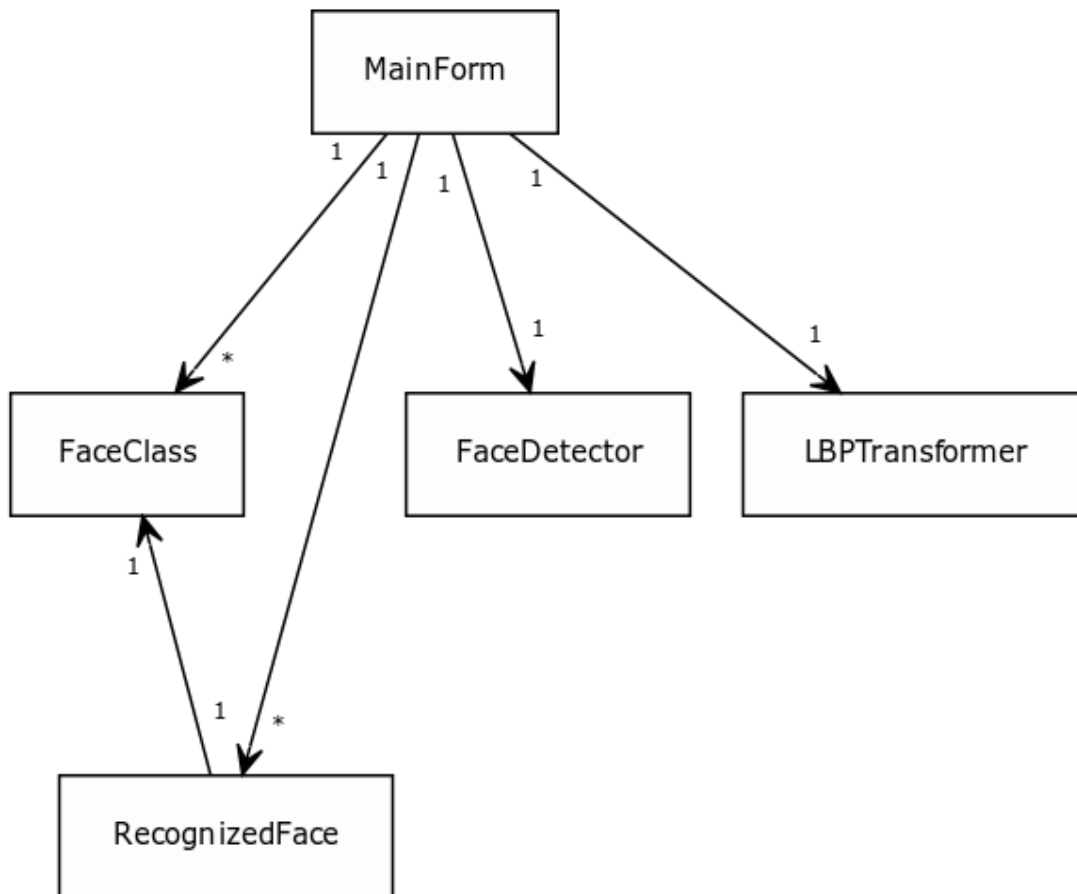 MainForm
1
1
1
1
1
1
*
FaceClass
FaceDetector
LBPTransformer
1
1
*
RecognizedFace